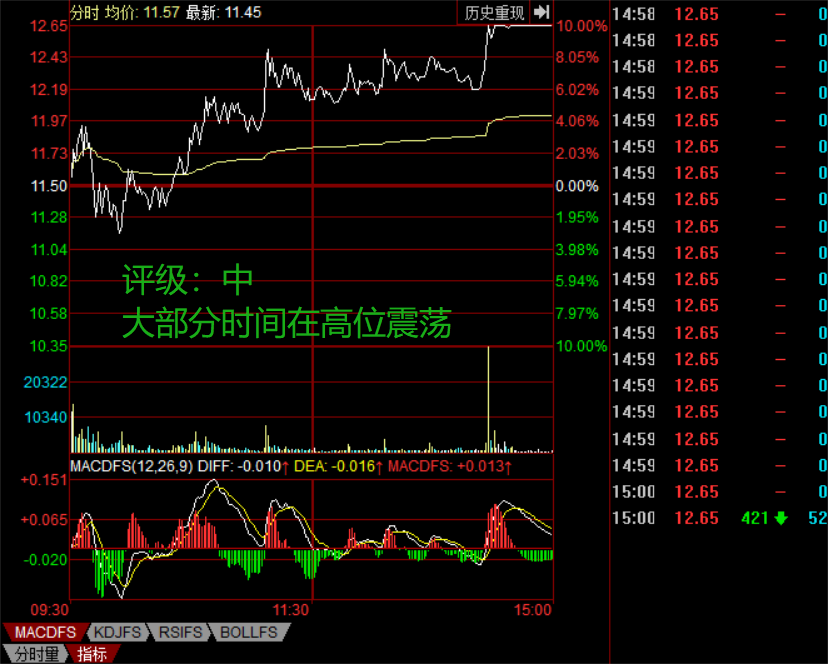 分时 均价: 11.57 最新: 11.45 历史重现
12.65 10.00%
12.43 8.05%
12.19 6.02%
11.97 4.06%
11.73 2.03%
11.50 0.00%
11.28 1.95%
11.04 3.98%
10.82 5.94%
10.58 7.97%
10.35 10.00%
评级：中
大部分时间在高位震荡
20322
10340
MACDFS(12,26,9) DIFF: -0.010↑ DEA: -0.016↑ MACDFS: +0.013↑
+0.151
+0.065
-0.020
09:30 11:30 15:00
MACDFS KDJFS RSIFS BOLLFS
分时量 指标
14:58 12.65 — 0
14:58 12.65 — 0
14:58 12.65 — 0
14:58 12.65 — 0
14:59 12.65 — 0
14:59 12.65 — 0
14:59 12.65 — 0
14:59 12.65 — 0
14:59 12.65 — 0
14:59 12.65 — 0
14:59 12.65 — 0
14:59 12.65 — 0
14:59 12.65 — 0
14:59 12.65 — 0
14:59 12.65 — 0
14:59 12.65 — 0
14:59 12.65 — 0
14:59 12.65 — 0
15:00 12.65 — 0
15:00 12.65 421 ↓ 52